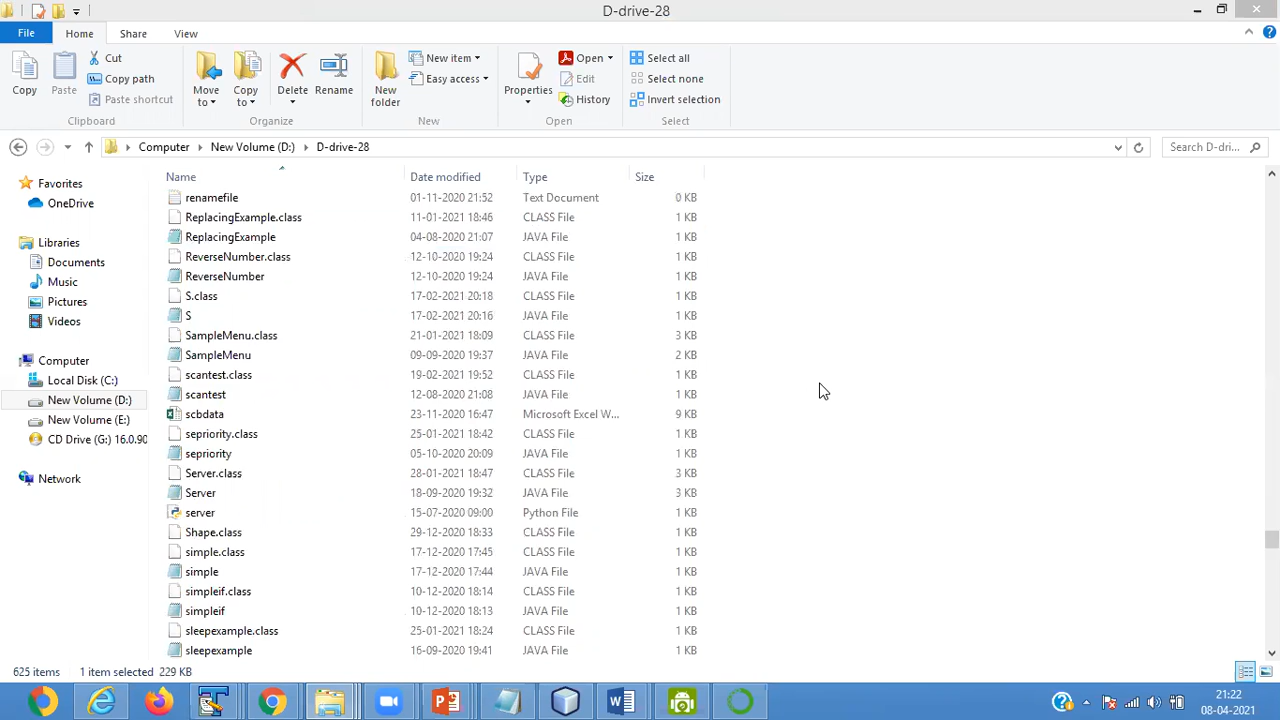 D-drive-28
File Home Share View
Copy Paste Cut Copy path Paste shortcut Move to Copy to Delete Rename New folder New item Easy access Properties Open Edit History Select all Select none Invert selection
Clipboard Organize New Open Select
Computer New Volume (D:) D-drive-28 Search D-dri...
Name Date modified Type Size
Favorites
OneDrive
Libraries
Documents
Music
Pictures
Videos
Computer
Local Disk (C:)
New Volume (D:)
New Volume (E:)
CD Drive (G:) 16.0.90
Network
renamefile 01-11-2020 21:52 Text Document 0 KB
ReplacingExample.class 11-01-2021 18:46 CLASS File 1 KB
ReplacingExample 04-08-2020 21:07 JAVA File 1 KB
ReverseNumber.class 12-10-2020 19:24 CLASS File 1 KB
ReverseNumber 12-10-2020 19:24 JAVA File 1 KB
S.class 17-02-2021 20:18 CLASS File 1 KB
S 17-02-2021 20:16 JAVA File 1 KB
SampleMenu.class 21-01-2021 18:09 CLASS File 3 KB
SampleMenu 09-09-2020 19:37 JAVA File 2 KB
scantest.class 19-02-2021 19:52 CLASS File 1 KB
scantest 12-08-2020 21:08 JAVA File 1 KB
scbdata 23-11-2020 16:47 Microsoft Excel W... 9 KB
sepriority.class 25-01-2021 18:42 CLASS File 1 KB
sepriority 05-10-2020 20:09 JAVA File 1 KB
Server.class 28-01-2021 18:47 CLASS File 3 KB
Server 18-09-2020 19:32 JAVA File 3 KB
server 15-07-2020 09:00 Python File 1 KB
Shape.class 29-12-2020 18:33 CLASS File 1 KB
simple.class 17-12-2020 17:45 CLASS File 1 KB
simple 17-12-2020 17:44 JAVA File 1 KB
simpleif.class 10-12-2020 18:14 CLASS File 1 KB
simpleif 10-12-2020 18:13 JAVA File 1 KB
sleepexample.class 25-01-2021 18:24 CLASS File 1 KB
sleepexample 16-09-2020 19:41 JAVA File 1 KB
625 items 1 item selected 229 KB
21:22
08-04-2021